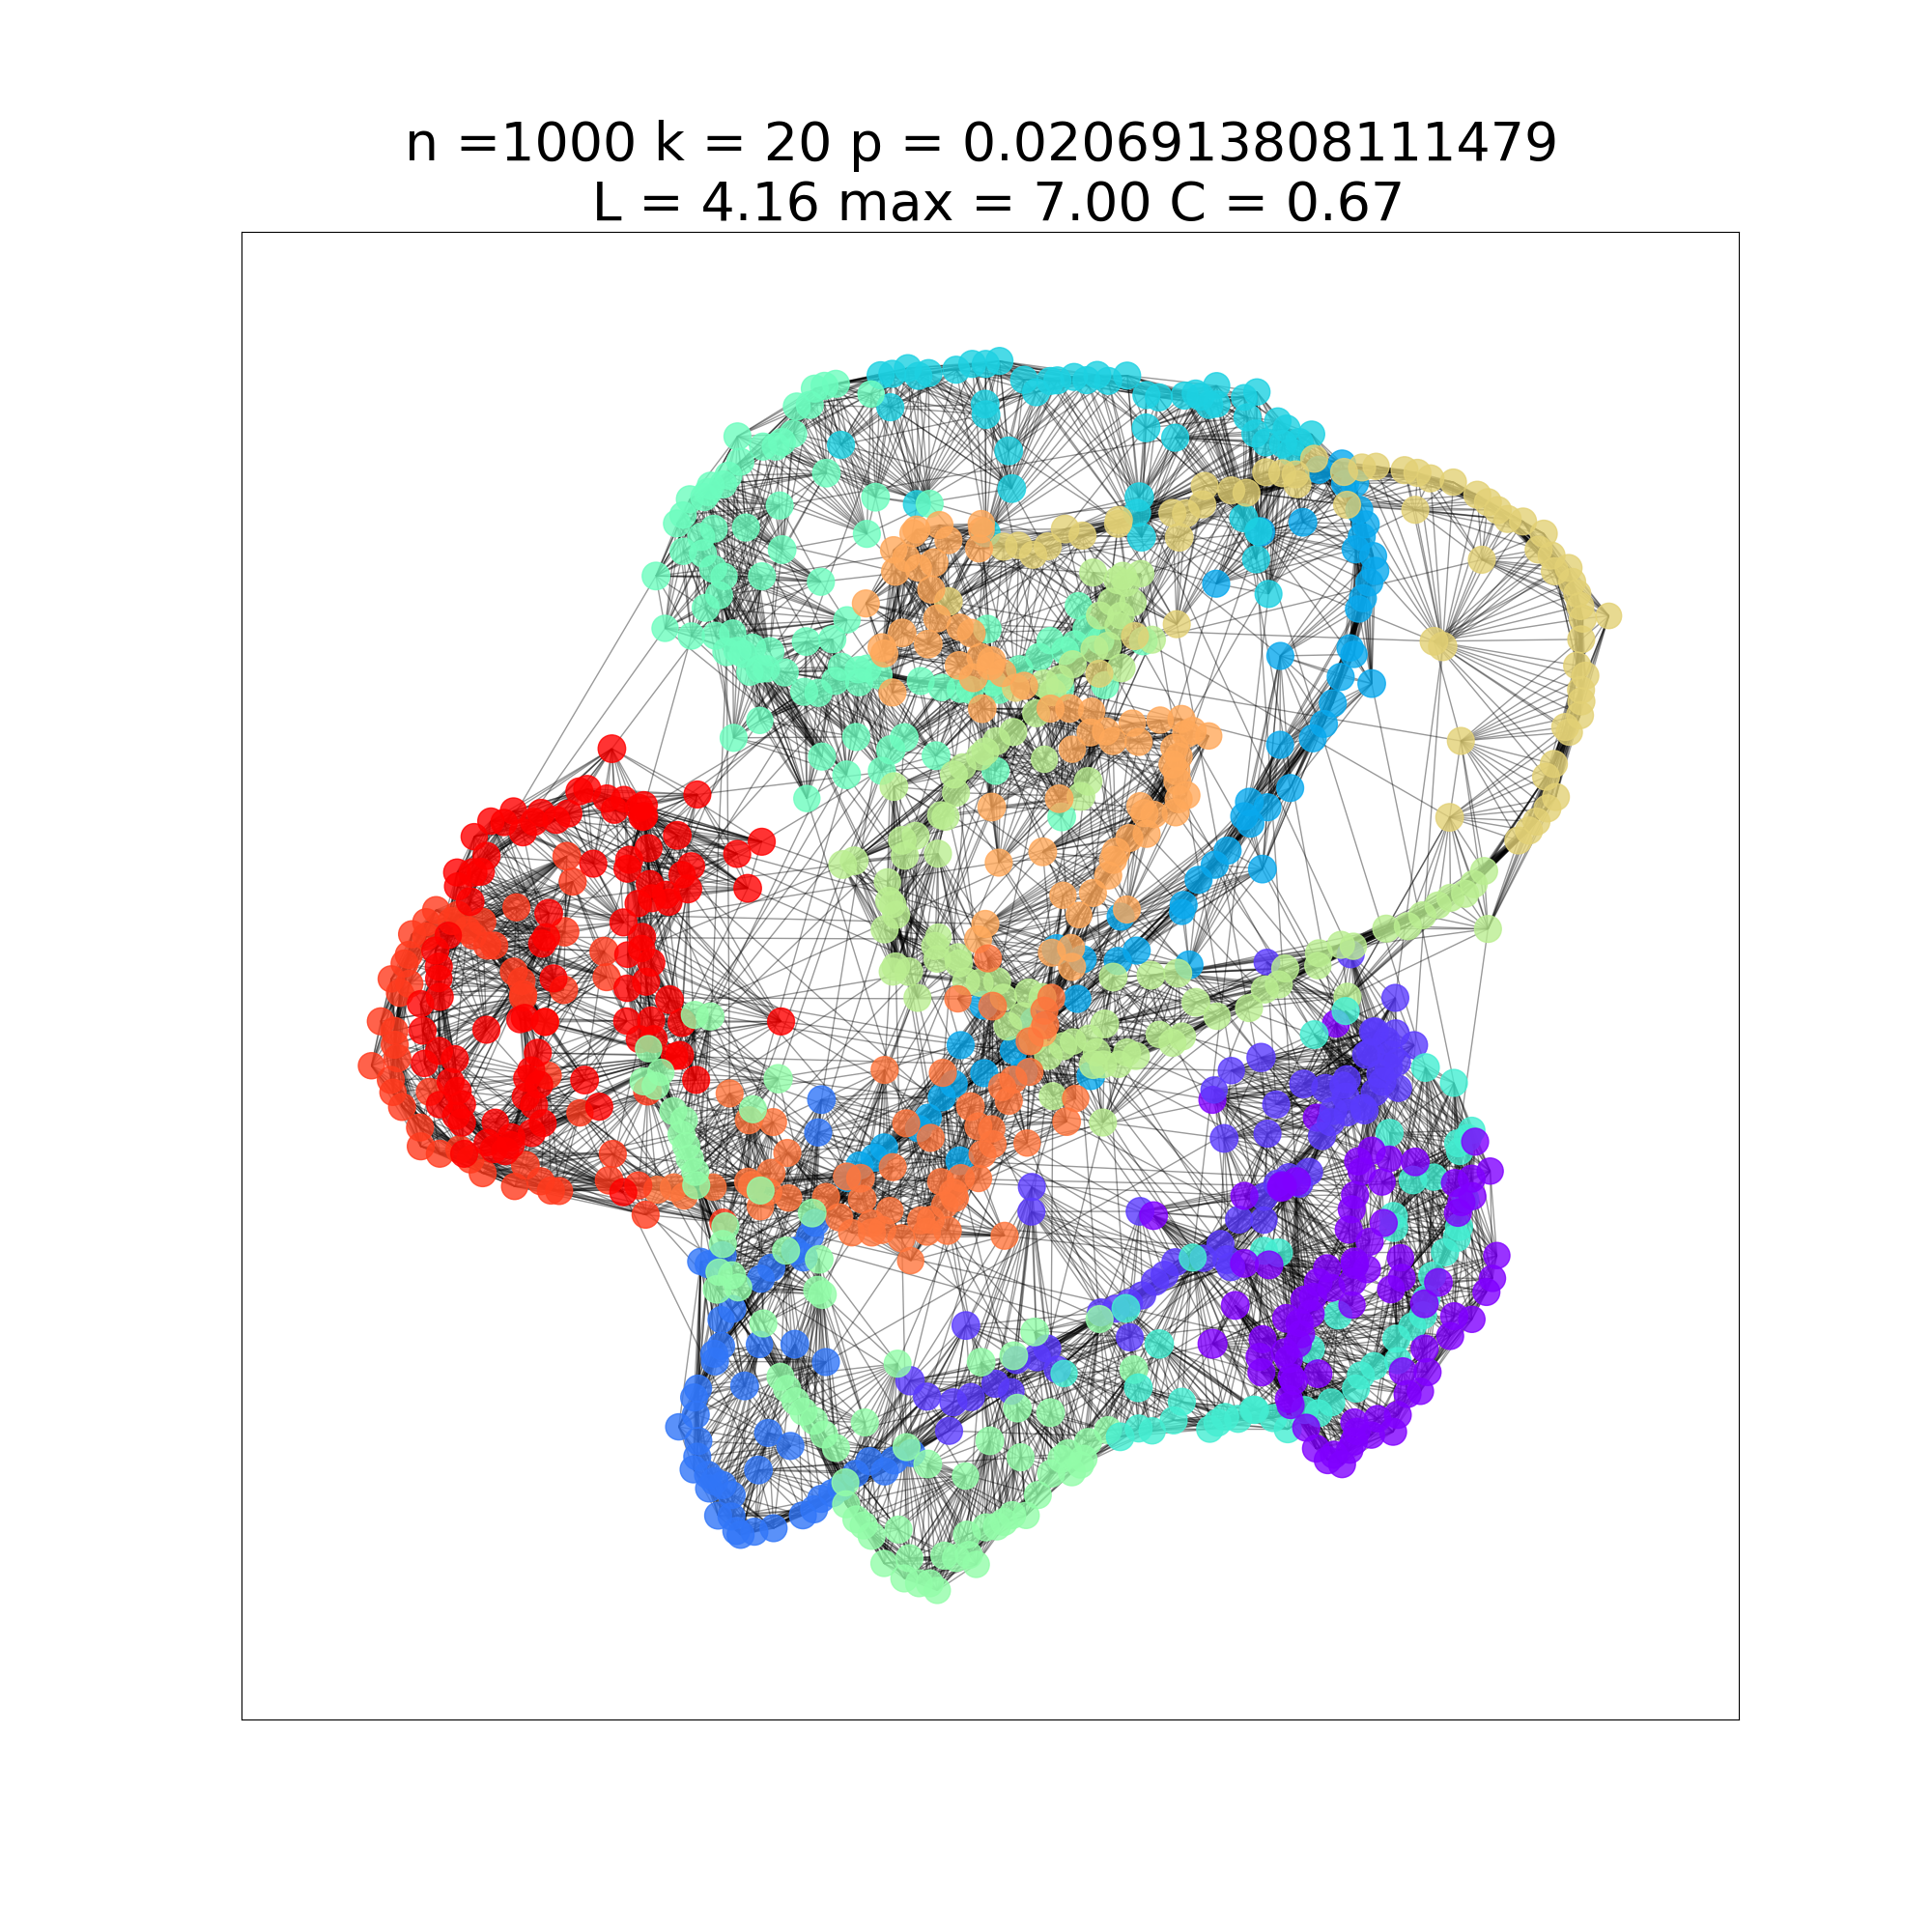 n =1000 k = 20 p = 0.0206913808111479
L = 4.16 max = 7.00 C = 0.67